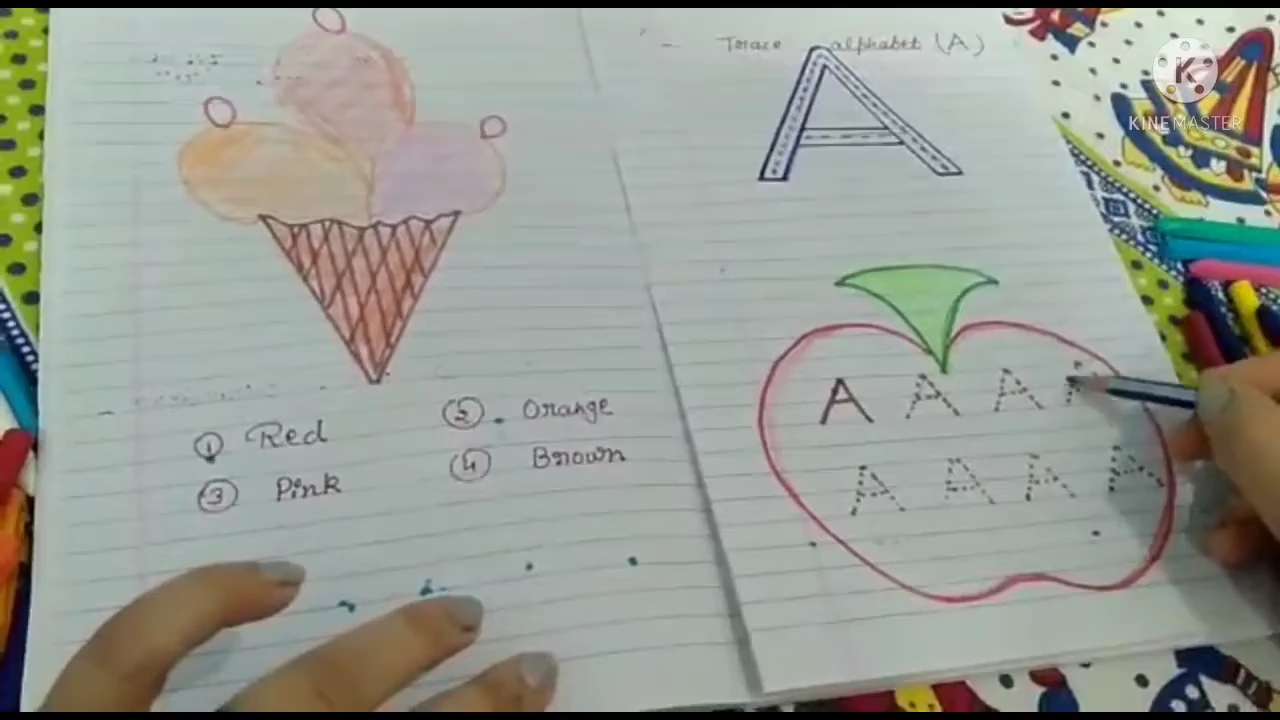 ① Red ② Orange
③ Pink ④ Brown
Trace alphabet (A)
A
A A A A
A A A A
K
KINEMASTER